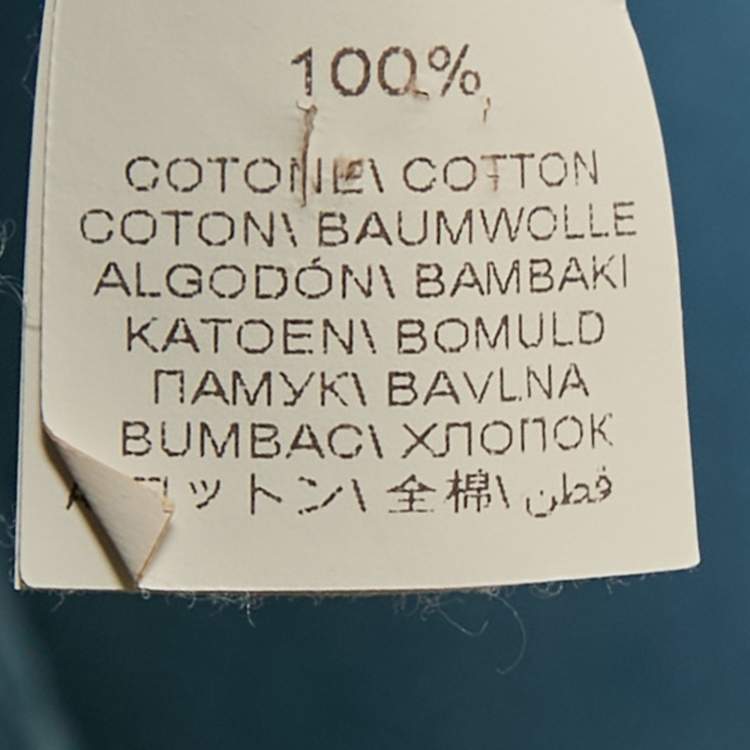 100%
COTONE\ COTTON
COTON\ BAUMWOLLE
ALGODÓN\ BAMBAKI
KATOEN\ BOMULD
ПАМУК\ BAVLNA
BUMBAC\ ХЛОПОК
コットン\ 全棉\ قطن